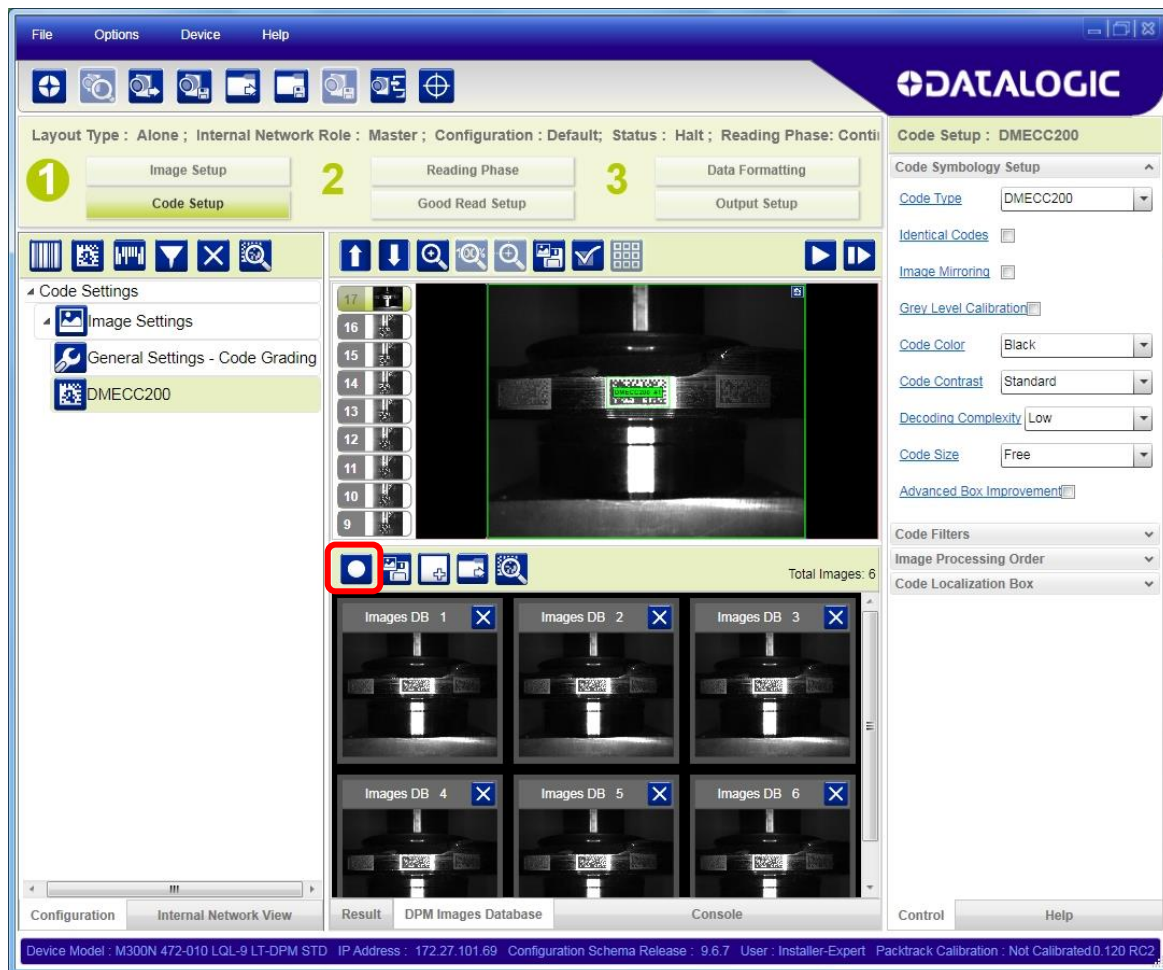 File Options Device Help
DATALOGIC
Layout Type : Alone ; Internal Network Role : Master ; Configuration : Default; Status : Halt ; Reading Phase: Conti
1 Image Setup 2 Reading Phase 3 Data Formatting
Code Setup Good Read Setup Output Setup
Code Settings
Image Settings
General Settings - Code Grading
DMECC200
17
16
15
14
13
12
11
10
9
DMECC200 #1
Total Images: 6
Images DB 1 Images DB 2 Images DB 3
Images DB 4 Images DB 5 Images DB 6
Configuration Internal Network View
Result DPM Images Database Console
Code Setup : DMECC200
Code Symbology Setup
Code Type DMECC200
Identical Codes
Image Mirroring
Grey Level Calibration
Code Color Black
Code Contrast Standard
Decoding Complexity Low
Code Size Free
Advanced Box Improvement
Code Filters
Image Processing Order
Code Localization Box
Control Help
Device Model : M300N 472-010 LQL-9 LT-DPM STD IP Address : 172.27.101.69 Configuration Schema Release : 9.6.7 User : Installer-Expert Packtrack Calibration : Not Calibrated.0.120 RC2